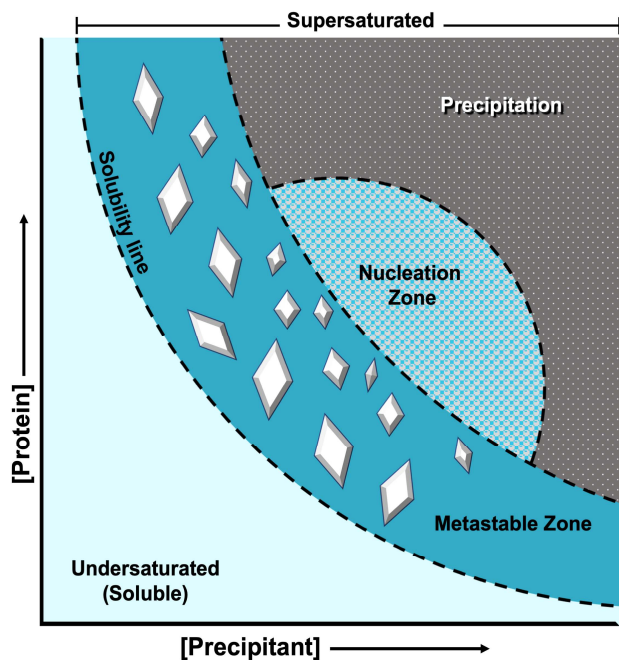 Supersaturated
Precipitation
Solubility line
Nucleation
Zone
[Protein]
Metastable Zone
Undersaturated
(Soluble)
[Precipitant]